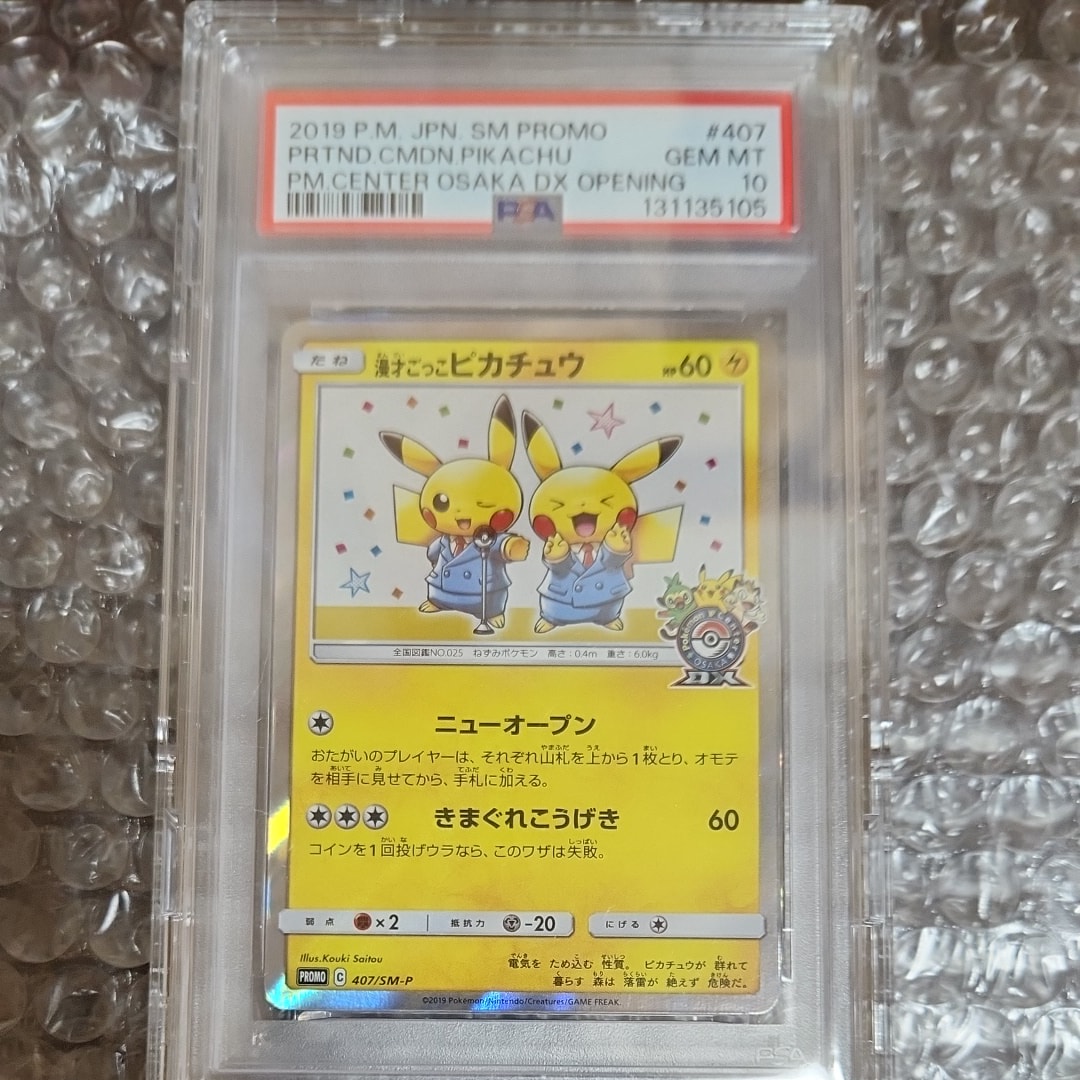 2019 P.M. JPN. SM PROMO #407
PRTND.CMDN.PIKACHU GEM MT
PM.CENTER OSAKA DX OPENING 10
PSA 131135105
たね 漫才ごっこピカチュウ HP60
Pokémon Center
OSAKA
DX
全国図鑑NO.025 ねずみポケモン 高さ:0.4m 重さ:6.0kg
ニューオープン
おたがいのプレイヤーは、それぞれ山札を上から1枚とり、オモテ
を相手に見せてから、手札に加える。
きまぐれこうげき 60
コインを1回投げウラなら、このワザは失敗。
弱点 ×2 抵抗力 -20 にげる
Illus.Kouki Saitou
電気を ため込む 性質。 ピカチュウが 群れて
PROMO C 407/SM-P 暮らす 森は 落雷が 絶えず 危険だ。
©2019 Pokémon/Nintendo/Creatures/GAME FREAK.
PSA